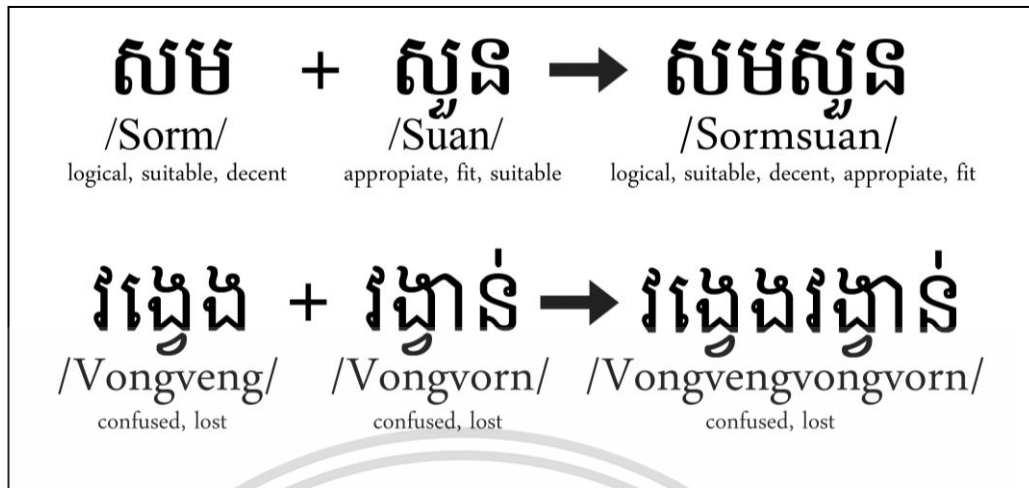 សម + សួន → សមសួន
/Sorm/ /Suan/ /Sormsuan/
logical, suitable, decent appropiate, fit, suitable logical, suitable, decent, appropiate, fit
វង្វេង + វង្វាន់ → វង្វេងវង្វាន់
/Vongveng/ /Vongvorn/ /Vongvengvongvorn/
confused, lost confused, lost confused, lost